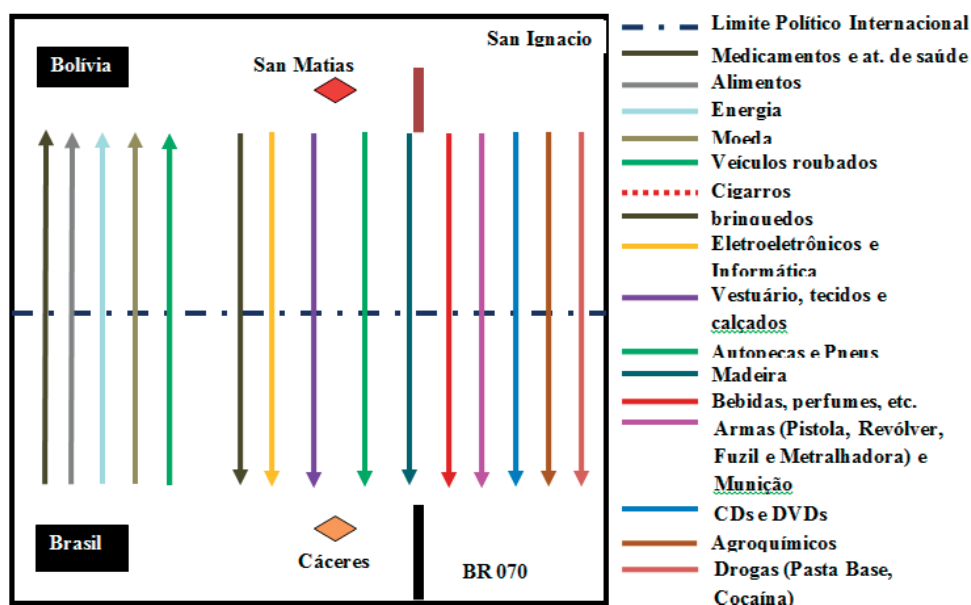 San Ignacio
Bolívia
San Matias
Brasil
Cáceres
BR 070
Limite Político Internacional
Medicamentos e at. de saúde
Alimentos
Energia
Moeda
Veículos roubados
Cigarros
brinquedos
Eletroeletrônicos e
Informática
Vestuário, tecidos e
calçados
Autopeças e Pneus
Madeira
Bebidas, perfumes, etc.
Armas (Pistola, Revólver,
Fuzil e Metralhadora) e
Munição
CDs e DVDs
Agroquímicos
Drogas (Pasta Base,
Cocaína)